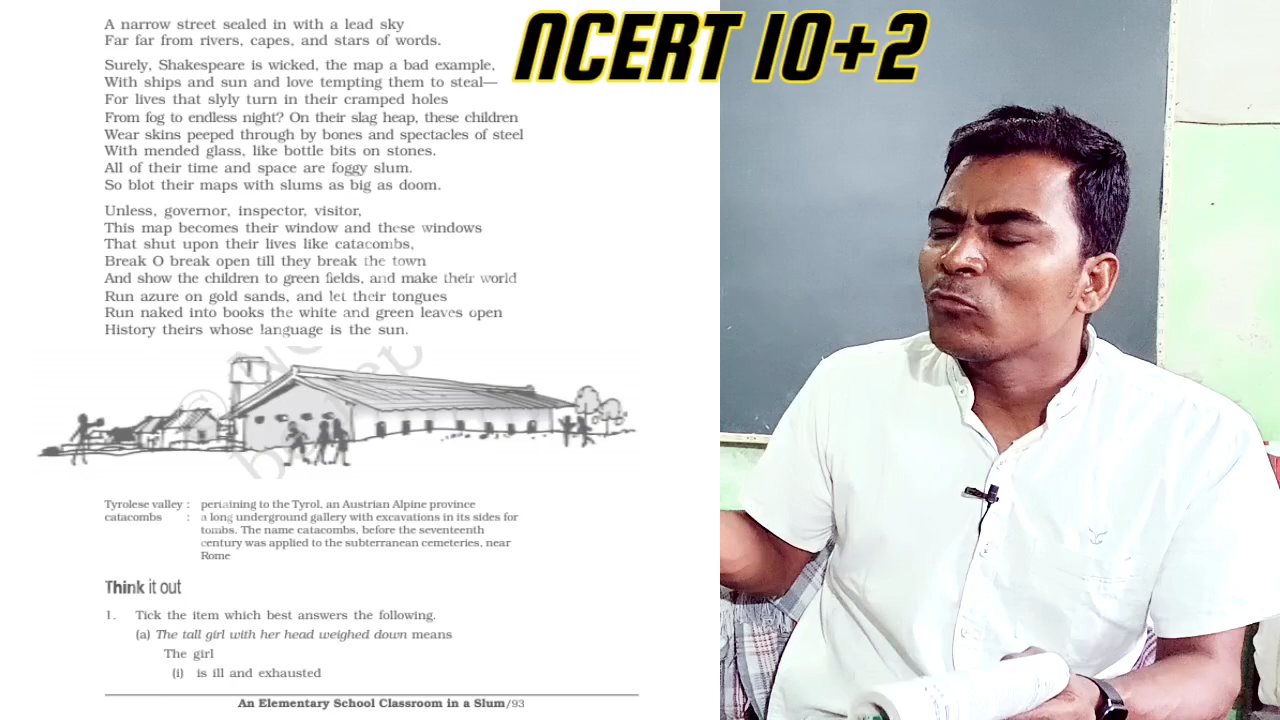 A narrow street sealed in with a lead sky
Far far from rivers, capes, and stars of words.
Surely, Shakespeare is wicked, the map a bad example,
With ships and sun and love tempting them to steal—
For lives that slyly turn in their cramped holes
From fog to endless night? On their slag heap, these children
Wear skins peeped through by bones and spectacles of steel
With mended glass, like bottle bits on stones.
All of their time and space are foggy slum.
So blot their maps with slums as big as doom.
Unless, governor, inspector, visitor,
This map becomes their window and these windows
That shut upon their lives like catacombs,
Break O break open till they break the town
And show the children to green fields, and make their world
Run azure on gold sands, and let their tongues
Run naked into books the white and green leaves open
History theirs whose language is the sun.
Tyrolese valley : pertaining to the Tyrol, an Austrian Alpine province
catacombs : a long underground gallery with excavations in its sides for
tombs. The name catacombs, before the seventeenth
century was applied to the subterranean cemeteries, near
Rome
Think it out
1. Tick the item which best answers the following.
(a) The tall girl with her head weighed down means
The girl
(i) is ill and exhausted
An Elementary School Classroom in a Slum/93
NCERT 10+2